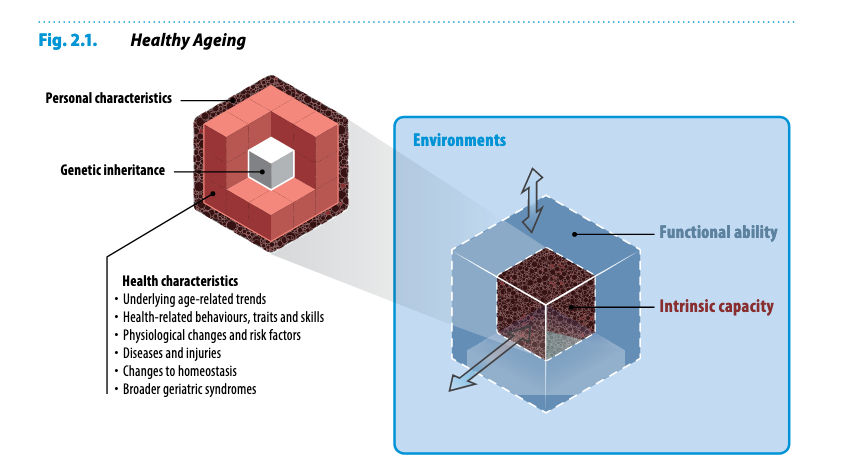 Fig. 2.1. Healthy Ageing
Personal characteristics
Genetic inheritance
Health characteristics
• Underlying age-related trends
• Health-related behaviours, traits and skills
• Physiological changes and risk factors
• Diseases and injuries
• Changes to homeostasis
• Broader geriatric syndromes
Environments
Functional ability
Intrinsic capacity